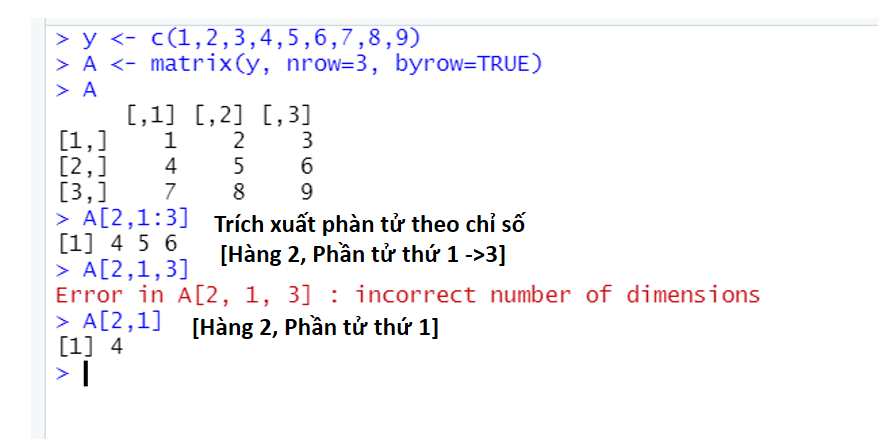 > y <- c(1,2,3,4,5,6,7,8,9)
> A <- matrix(y, nrow=3, byrow=TRUE)
> A
     [,1] [,2] [,3]
[1,]    1    2    3
[2,]    4    5    6
[3,]    7    8    9
> A[2,1:3] Trích xuất phàn tử theo chỉ số
[1] 4 5 6 [Hàng 2, Phần tử thứ 1 ->3]
> A[2,1,3]
Error in A[2, 1, 3] : incorrect number of dimensions
> A[2,1] [Hàng 2, Phần tử thứ 1]
[1] 4
>